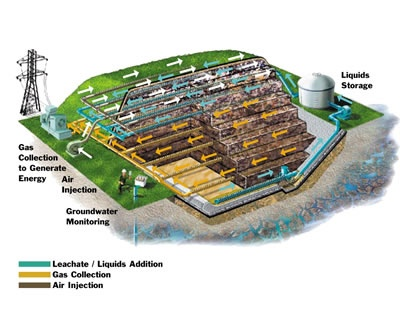 Liquids
Storage
Gas
Collection
to Generate
Energy
Air
Injection
Groundwater
Monitoring
Leachate / Liquids Addition
Gas Collection
Air Injection